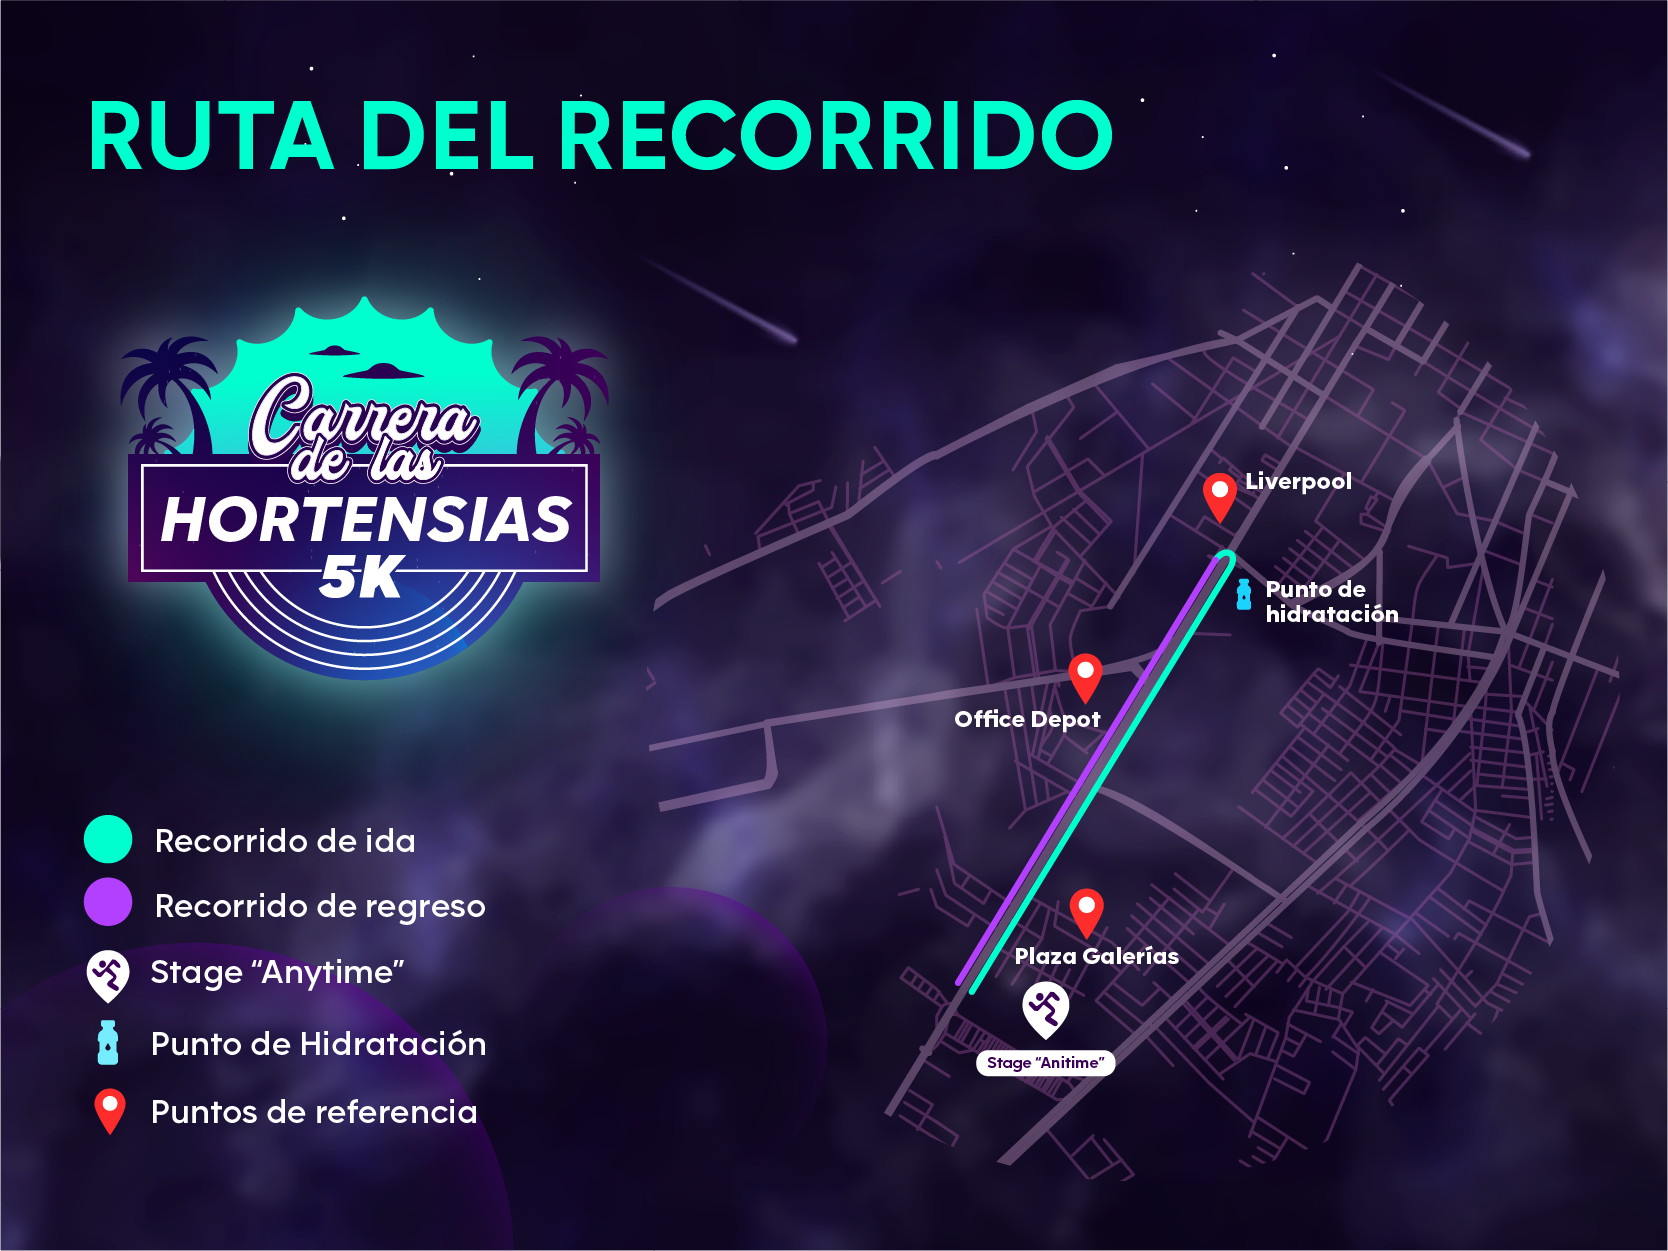 RUTA DEL RECORRIDO
Carrera
de las
HORTENSIAS
5K
Liverpool
Punto de
hidratación
Office Depot
Plaza Galerías
Stage “Anitime”
Recorrido de ida
Recorrido de regreso
Stage “Anytime”
Punto de Hidratación
Puntos de referencia